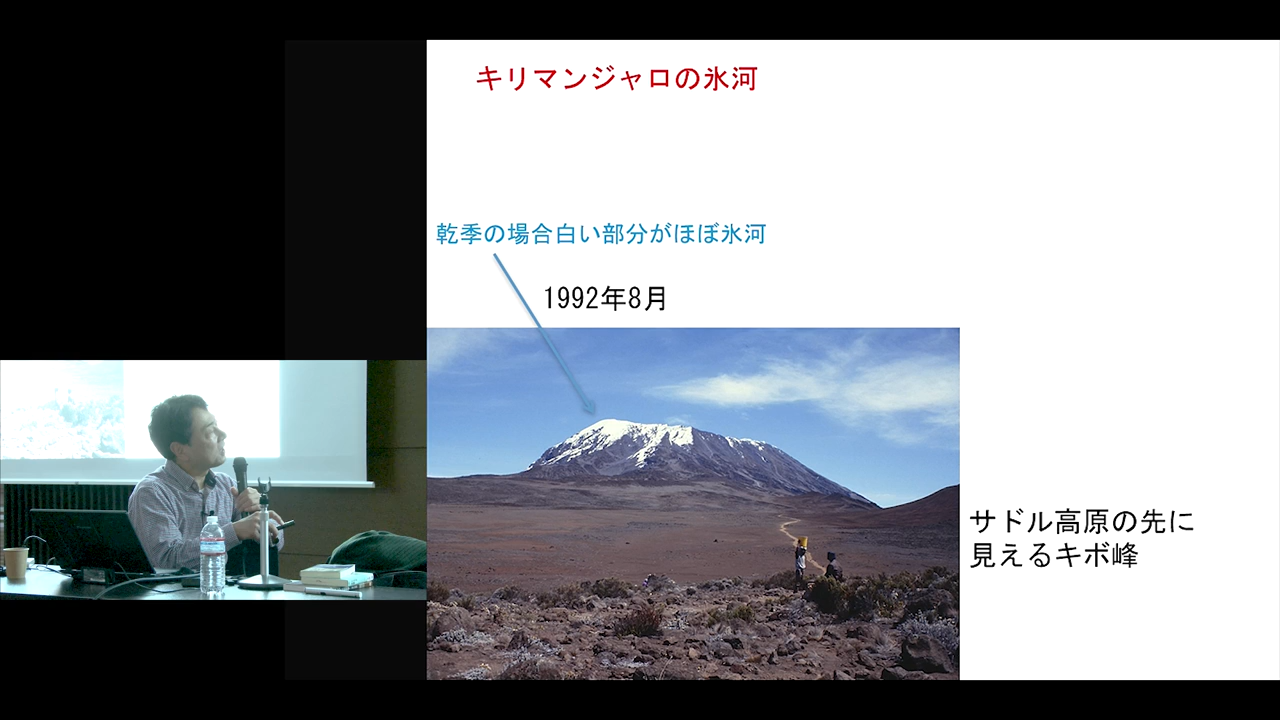 キリマンジャロの氷河
乾季の場合白い部分がほぼ氷河
1992年8月
サドル高原の先に
見えるキボ峰